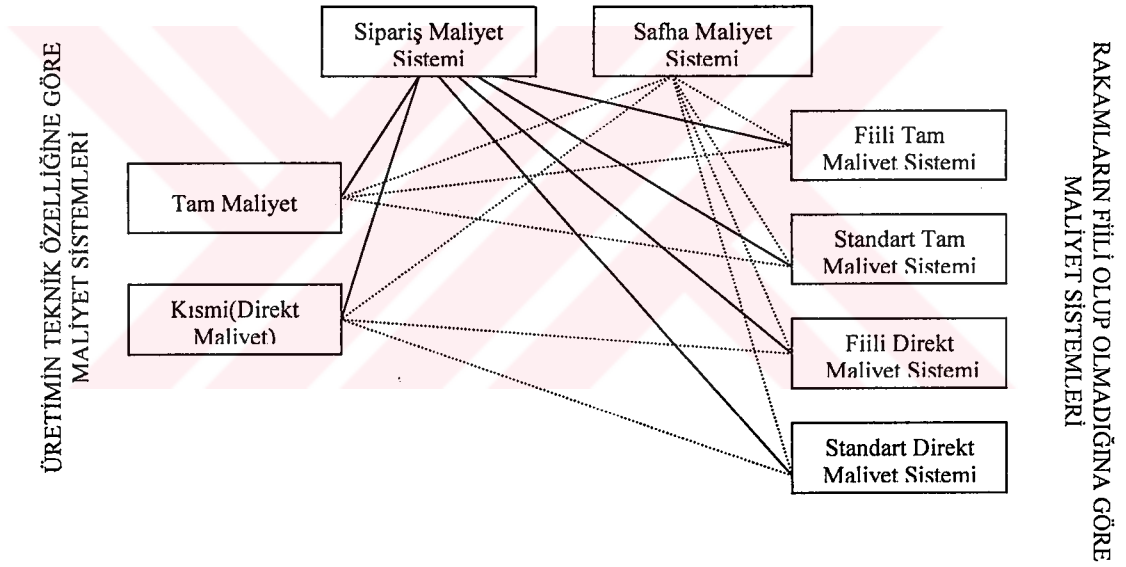 Sipariş Maliyet
Sistemi
Safha Maliyet
Sistemi
ÜRETİMİN TEKNİK ÖZELLİĞİNE GÖRE
MALİYET SİSTEMLERİ
Tam Maliyet
Kısmi(Direkt
Maliyet)
Fiili Tam
Maliyet Sistemi
Standart Tam
Maliyet Sistemi
Fiili Direkt
Maliyet Sistemi
Standart Direkt
Maliyet Sistemi
RAKAMLARIN FİİLİ OLUP OLMADIĞINA GÖRE
MALİYET SİSTEMLERİ